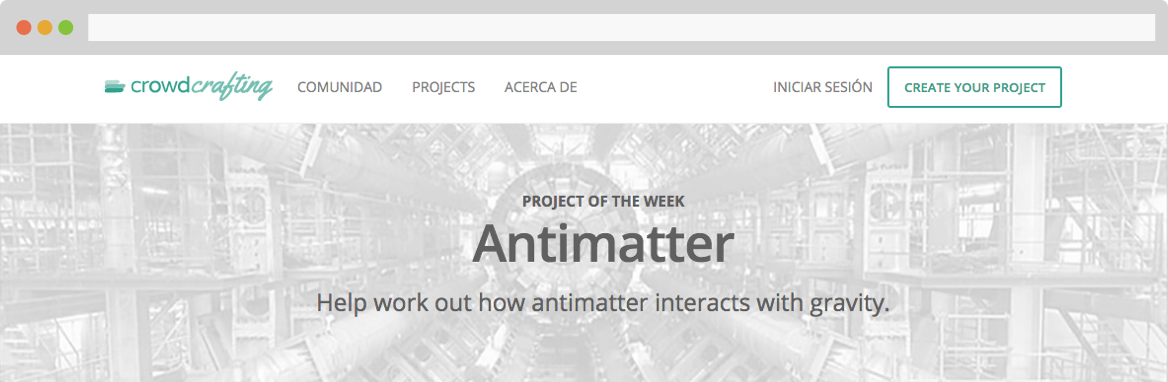 crowdcrafting COMUNIDAD PROJECTS ACERCA DE INICIAR SESIÓN CREATE YOUR PROJECT
PROJECT OF THE WEEK
Antimatter
Help work out how antimatter interacts with gravity.